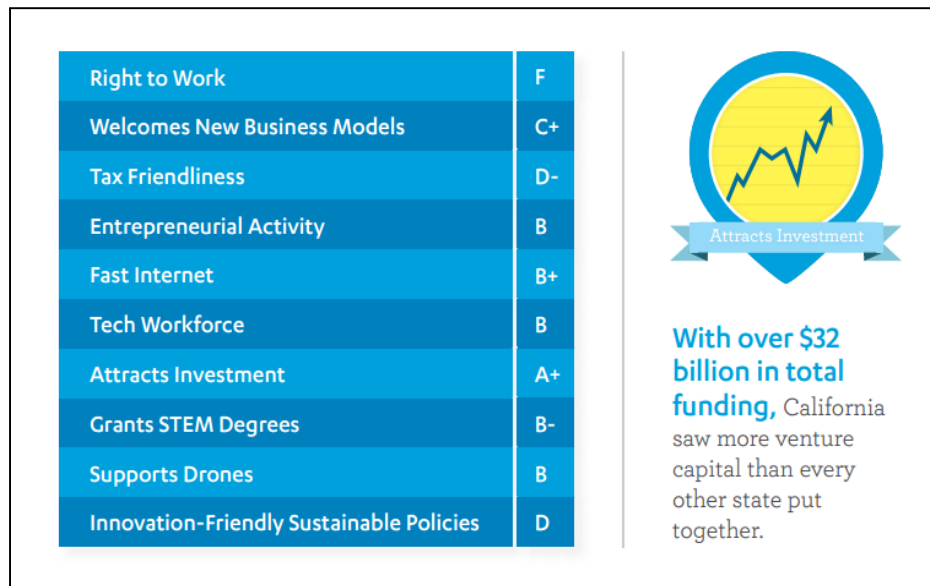 Right to Work F
Welcomes New Business Models C+
Tax Friendliness D-
Entrepreneurial Activity B
Fast Internet B+
Tech Workforce B
Attracts Investment A+
Grants STEM Degrees B-
Supports Drones B
Innovation-Friendly Sustainable Policies D
Attracts Investment
With over $32
billion in total
funding, California
saw more venture
capital than every
other state put
together.